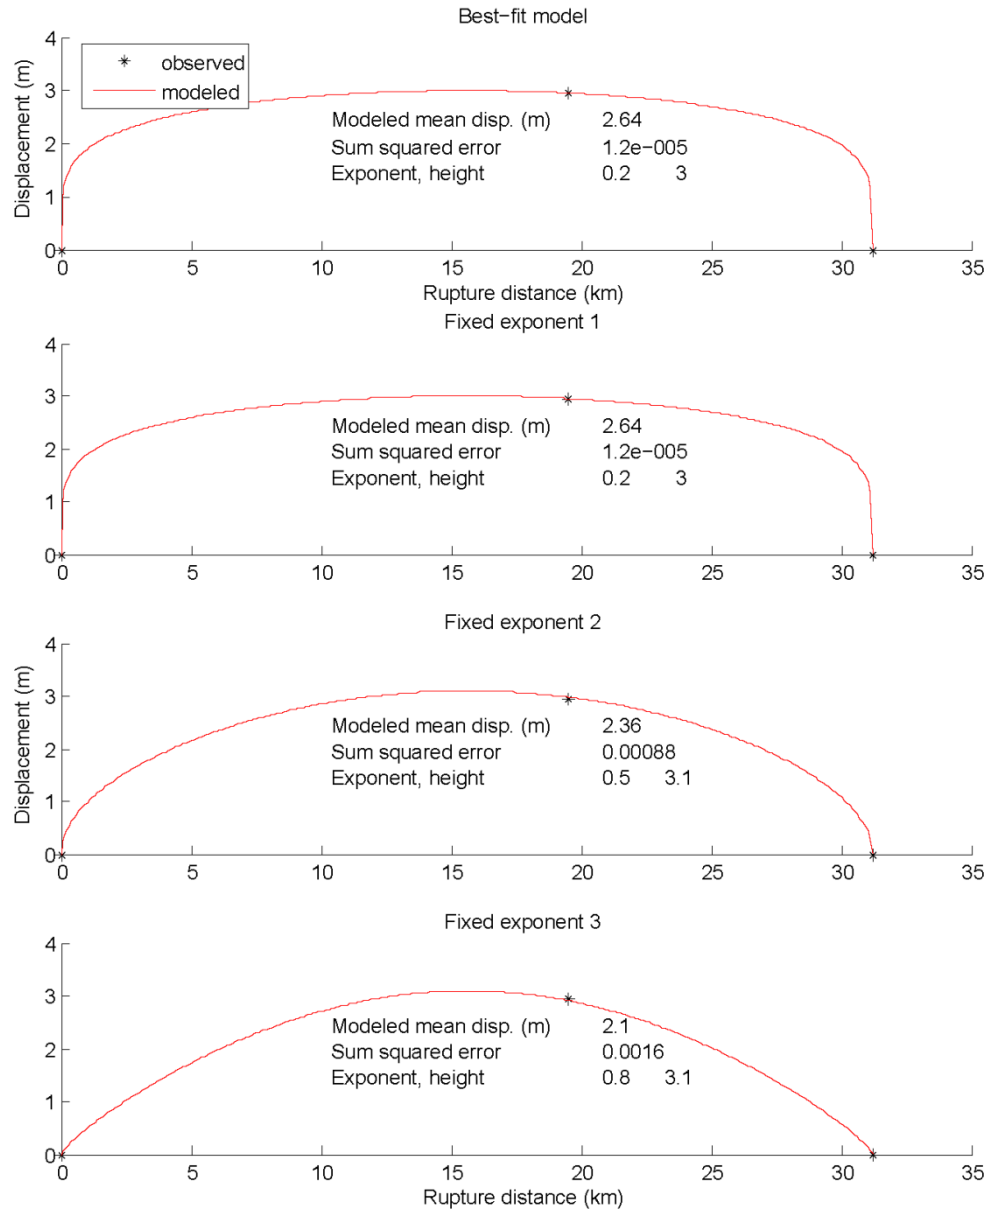 Best-fit model
4
3
2
1
0
Displacement (m)
observed
modeled
Modeled mean disp. (m) 2.64
Sum squared error 1.2e-005
Exponent, height 0.2 3
0 5 10 15 20 25 30 35
Rupture distance (km)
Fixed exponent 1
4
3
2
1
0
Modeled mean disp. (m) 2.64
Sum squared error 1.2e-005
Exponent, height 0.2 3
0 5 10 15 20 25 30 35
Fixed exponent 2
4
3
2
1
0
Displacement (m)
Modeled mean disp. (m) 2.36
Sum squared error 0.00088
Exponent, height 0.5 3.1
0 5 10 15 20 25 30 35
Fixed exponent 3
4
3
2
1
0
Modeled mean disp. (m) 2.1
Sum squared error 0.0016
Exponent, height 0.8 3.1
0 5 10 15 20 25 30 35
Rupture distance (km)